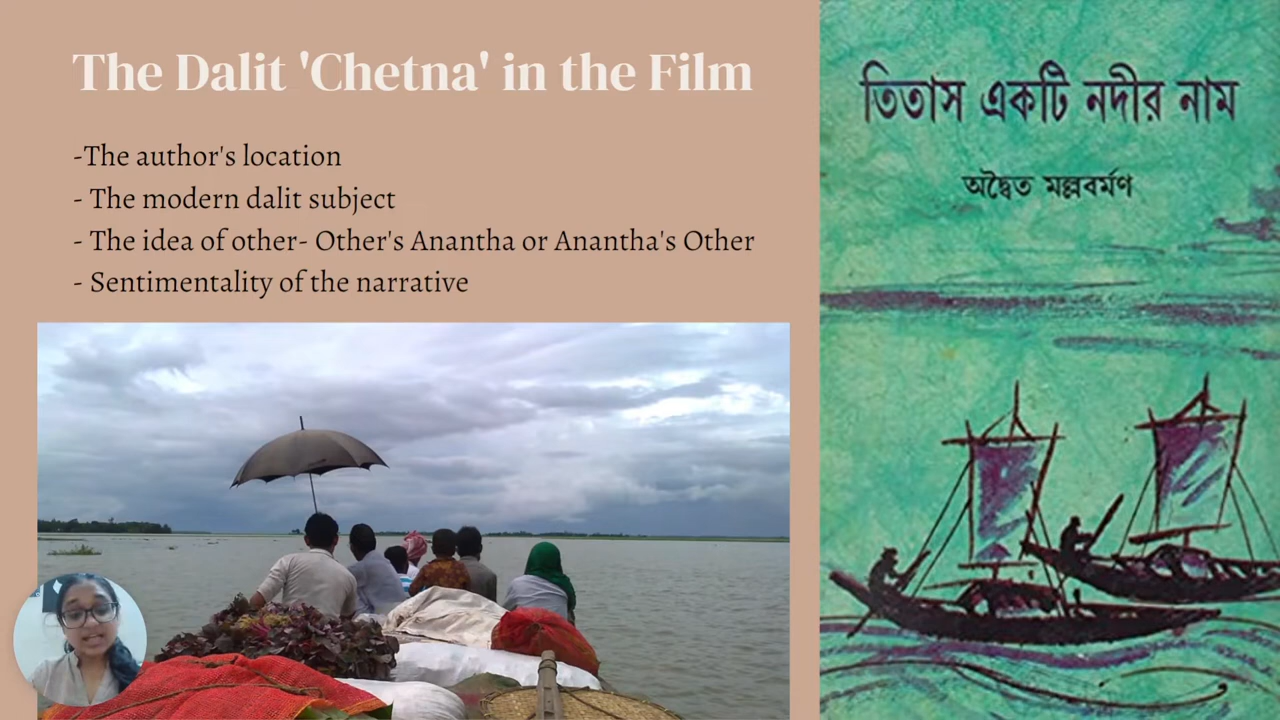 The Dalit 'Chetna' in the Film
-The author's location
- The modern dalit subject
- The idea of other- Other's Anantha or Anantha's Other
- Sentimentality of the narrative
তিতাস একটি নদীর নাম
অদ্বৈত মল্লবর্মণ